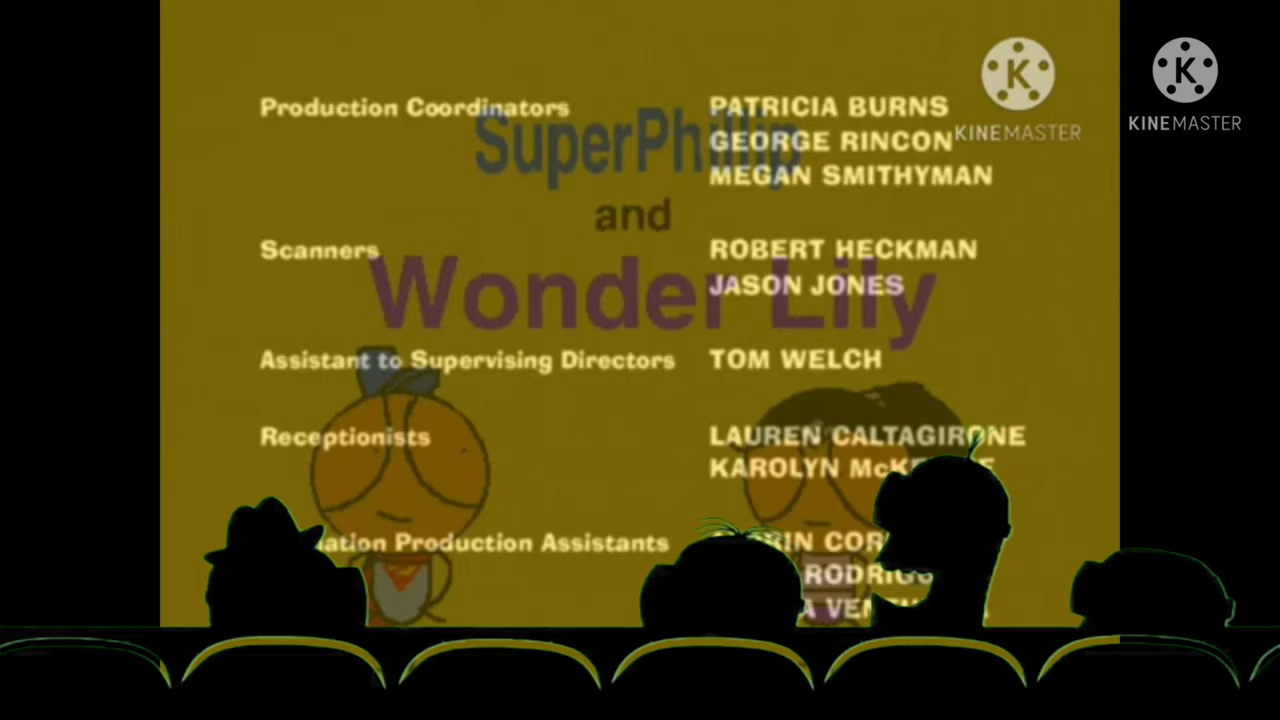 Production Coordinators PATRICIA BURNS
GEORGE RINCON
MEGAN SMITHYMAN
SuperPhillip
and
Wonder Lily
Scanners ROBERT HECKMAN
JASON JONES
Assistant to Supervising Directors TOM WELCH
Receptionists LAUREN CALTAGIRONE
KAROLYN
Production Assistants
K
KINEMASTER
K
KINEMASTER